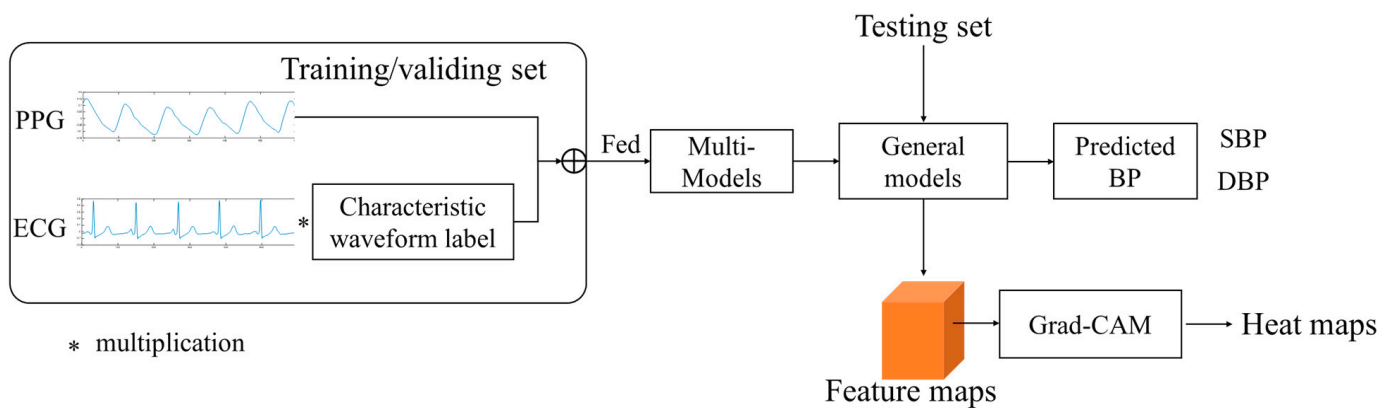 Testing set
Training/validing set
PPG
ECG
*
Characteristic
waveform label
Fed
Multi-
Models
General
models
Predicted
BP
SBP
DBP
Grad-CAM
Heat maps
Feature maps
* multiplication